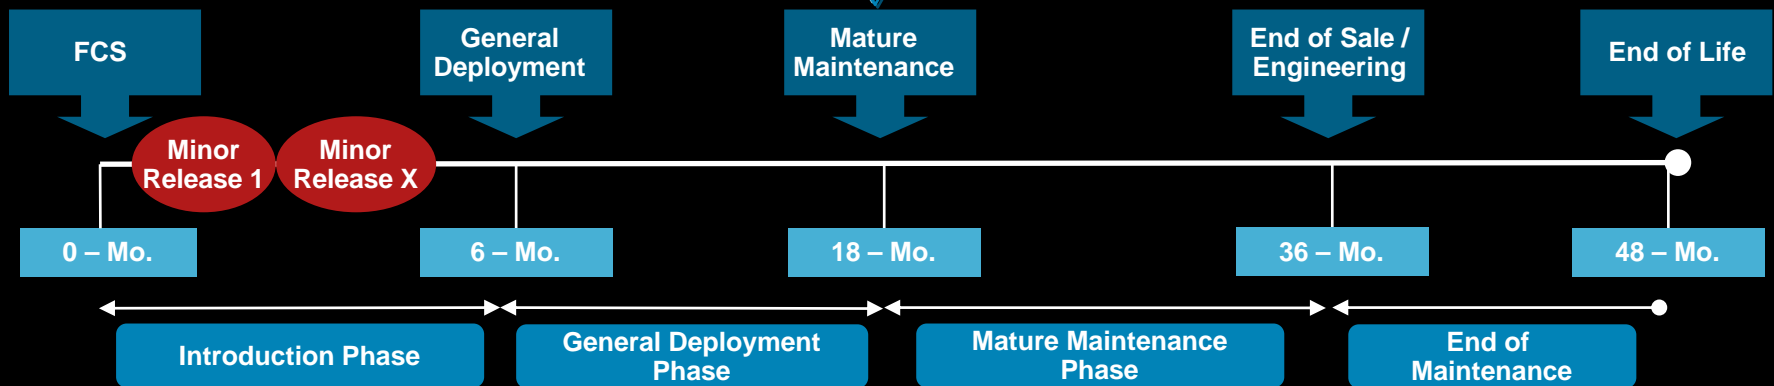 FCS
General
Deployment
Mature
Maintenance
End of Sale /
Engineering
End of Life
Minor
Release 1
Minor
Release X
0 – Mo.
6 – Mo.
18 – Mo.
36 – Mo.
48 – Mo.
Introduction Phase
General Deployment
Phase
Mature Maintenance
Phase
End of
Maintenance